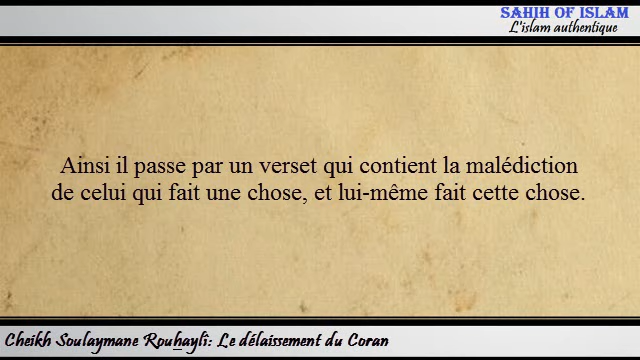 SAHIH OF ISLAM
L'islam authentique
Ainsi il passe par un verset qui contient la malédiction
de celui qui fait une chose, et lui-même fait cette chose.
Cheikh Soulaymane Rouhayli: Le délaissement du Coran